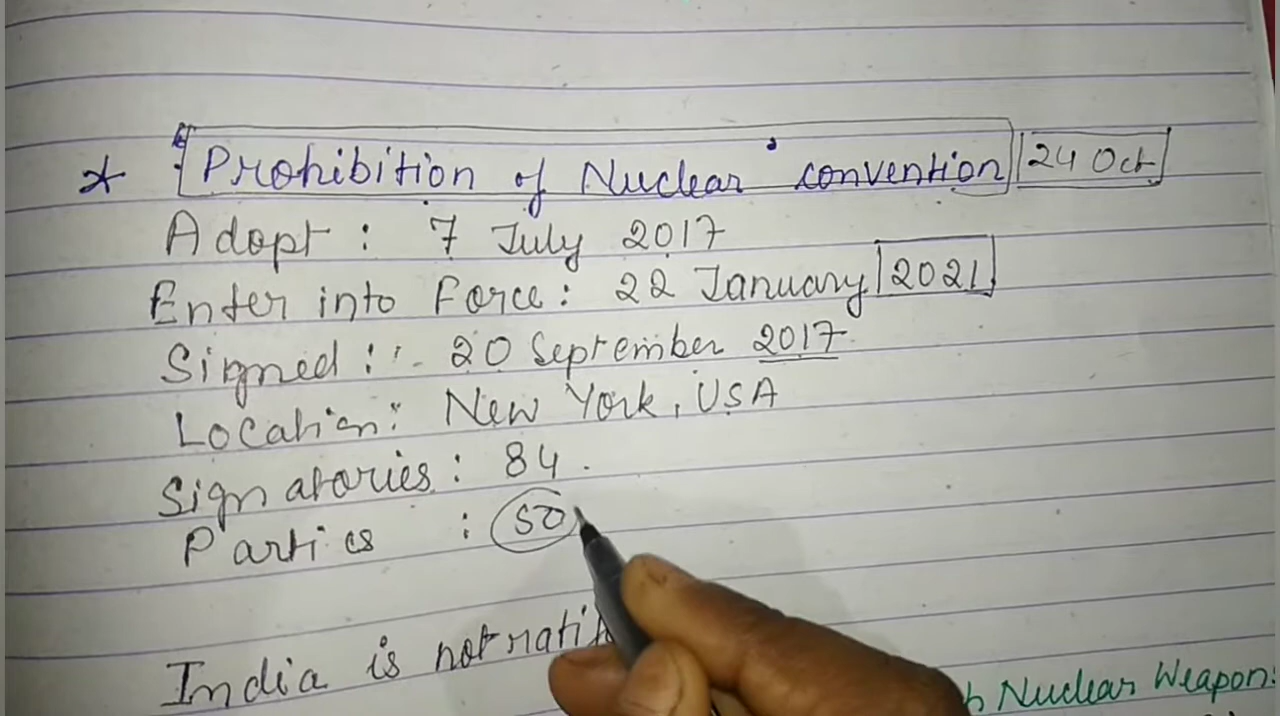 * Prohibition of Nuclear convention 24 Oct
Adopt : 7 July 2017
Enter into Force : 22 January 2021
Signed : 20 September 2017
Location : New York, USA
Signatories : 84.
Parties : 50
India is not
Nuclear Weapon